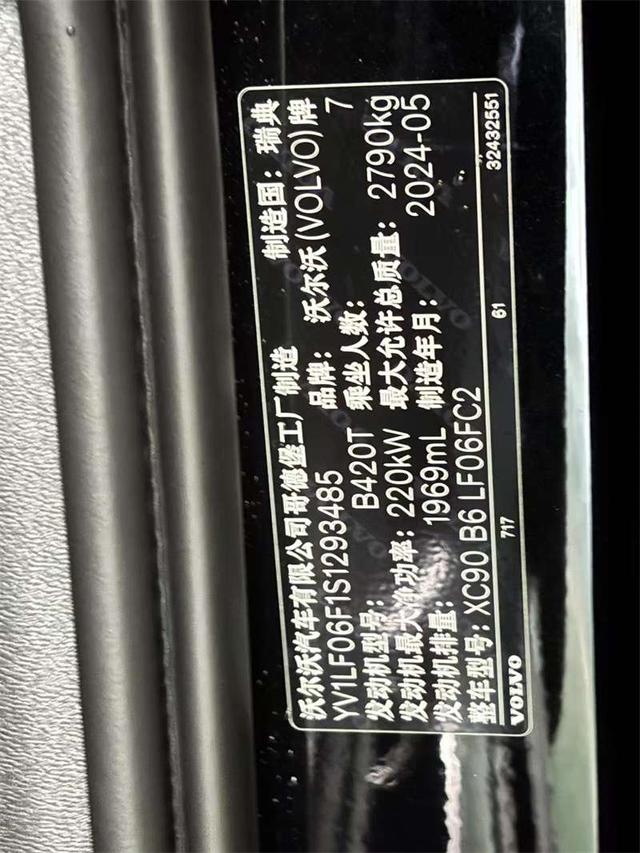 沃尔沃汽车有限公司哥德堡工厂制造 制造国：瑞典
YV1LF06F1S1293485 品牌：沃尔沃(VOLVO)牌
发动机型号：B420T 乘坐人数：7
发动机最大净功率：220kW 最大允许总质量：2790kg
发动机排量：1969mL 制造年月：2024-05
整车型号：XC90 B6 LF06FC2
VOLVO 717 61 32432551